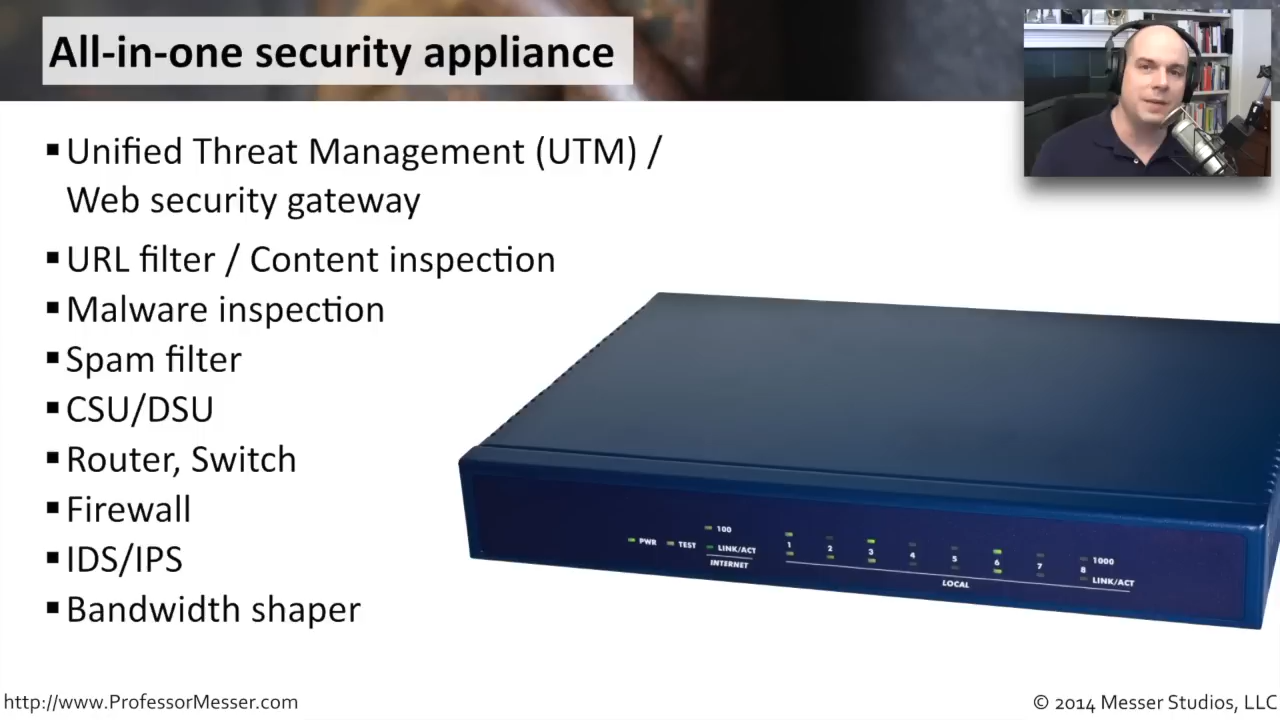 All-in-one security appliance
▪Unified Threat Management (UTM) /
Web security gateway
▪URL filter / Content inspection
▪Malware inspection
▪Spam filter
▪CSU/DSU
▪Router, Switch
▪Firewall
▪IDS/IPS
▪Bandwidth shaper
100
PWR TEST LINK/ACT
INTERNET
1 2 3 4 5 6 7 8 1000
LINK/ACT
LOCAL
http://www.ProfessorMesser.com
© 2014 Messer Studios, LLC